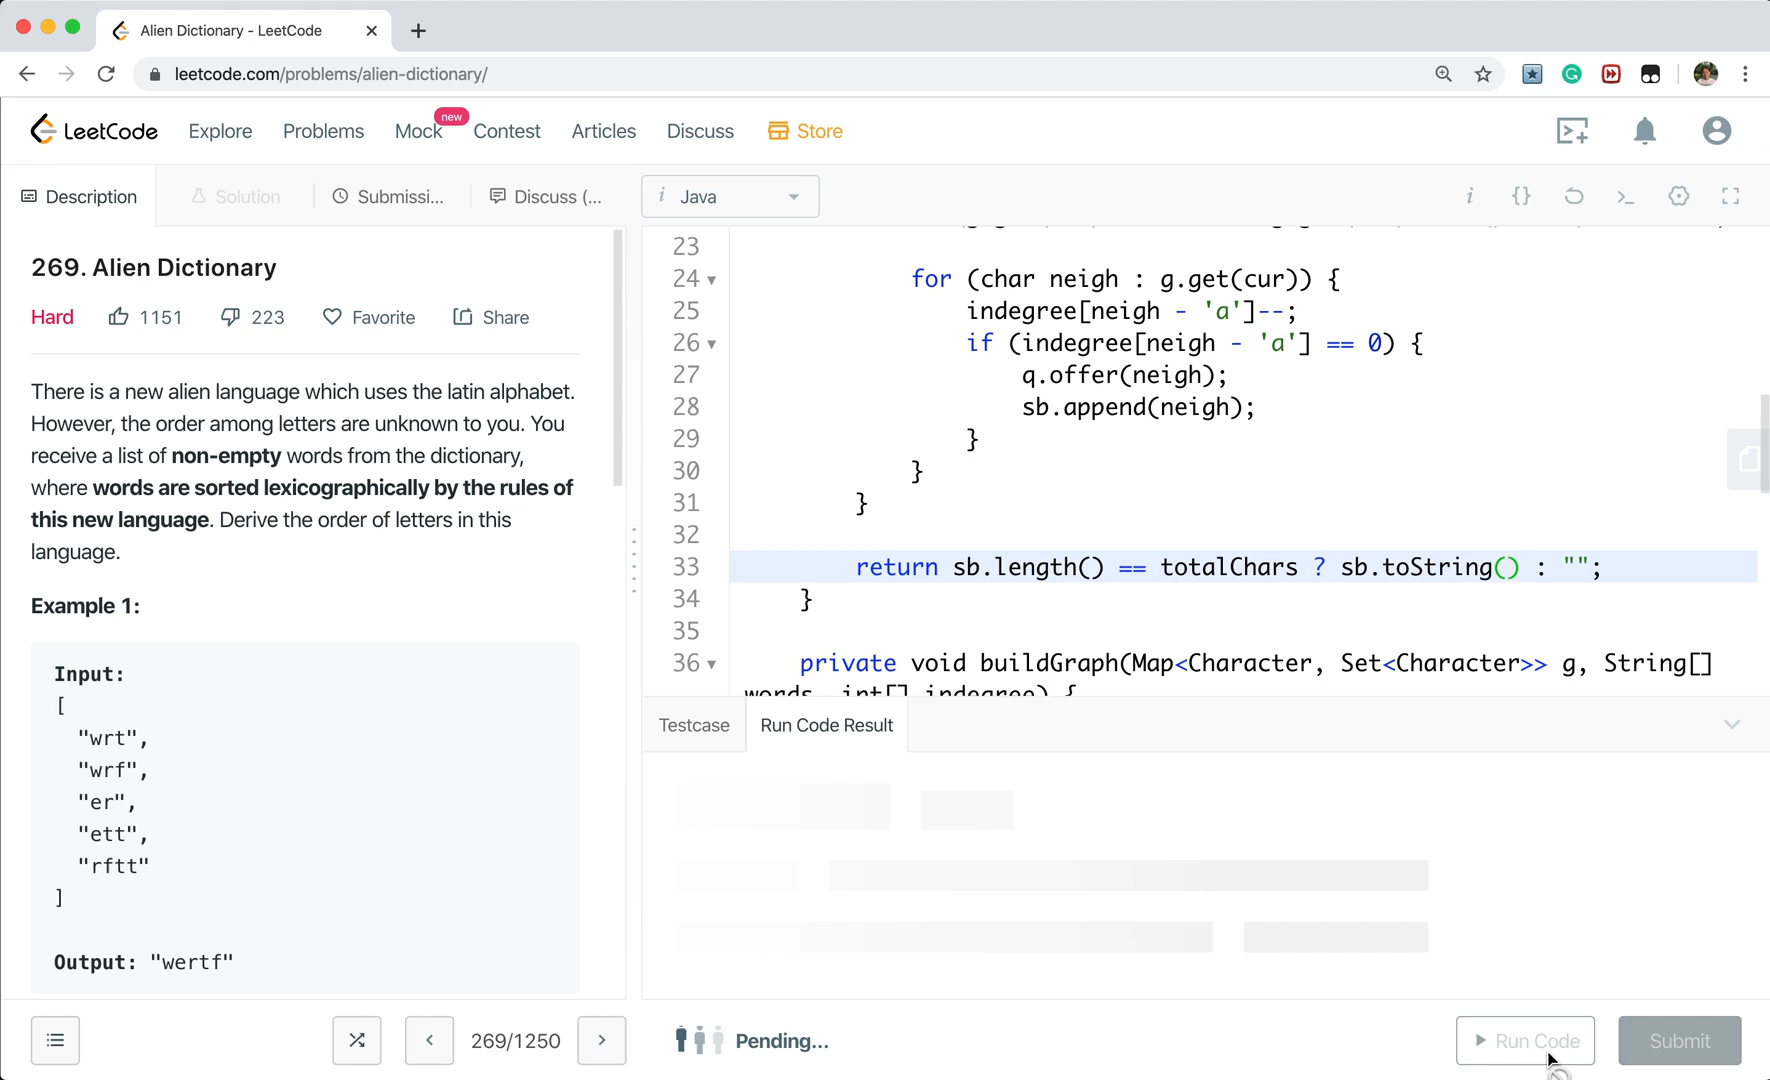 Alien Dictionary - LeetCode
leetcode.com/problems/alien-dictionary/
LeetCode
Explore
Problems
Mock
new
Contest
Articles
Discuss
Store
Description
Solution
Submissi...
Discuss (...
i Java
269. Alien Dictionary
Hard
1151
223
Favorite
Share
There is a new alien language which uses the latin alphabet.
However, the order among letters are unknown to you. You
receive a list of non-empty words from the dictionary,
where words are sorted lexicographically by the rules of
this new language. Derive the order of letters in this
language.
Example 1:
Input:
[
"wrt",
"wrf",
"er",
"ett",
"rftt"
]
Output: "wertf"
23
24 for (char neigh : g.get(cur)) {
25 indegree[neigh - 'a']--;
26 if (indegree[neigh - 'a'] == 0) {
27 q.offer(neigh);
28 sb.append(neigh);
29 }
30 }
31 }
32
33 return sb.length() == totalChars ? sb.toString() : "";
34 }
35
36 private void buildGraph(Map<Character, Set<Character>> g, String[]
words, int[] indegree) {
Testcase
Run Code Result
269/1250
Pending...
Run Code
Submit